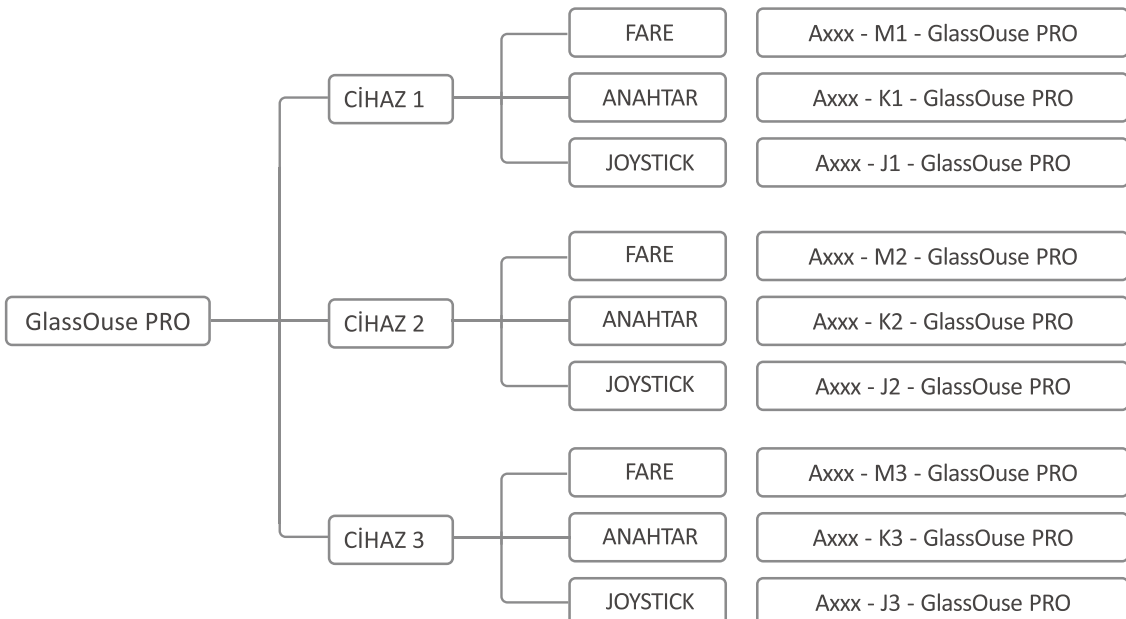 GlassOuse PRO
CİHAZ 1
FARE
Axxx - M1 - GlassOuse PRO
ANAHTAR
Axxx - K1 - GlassOuse PRO
JOYSTICK
Axxx - J1 - GlassOuse PRO
CİHAZ 2
FARE
Axxx - M2 - GlassOuse PRO
ANAHTAR
Axxx - K2 - GlassOuse PRO
JOYSTICK
Axxx - J2 - GlassOuse PRO
CİHAZ 3
FARE
Axxx - M3 - GlassOuse PRO
ANAHTAR
Axxx - K3 - GlassOuse PRO
JOYSTICK
Axxx - J3 - GlassOuse PRO